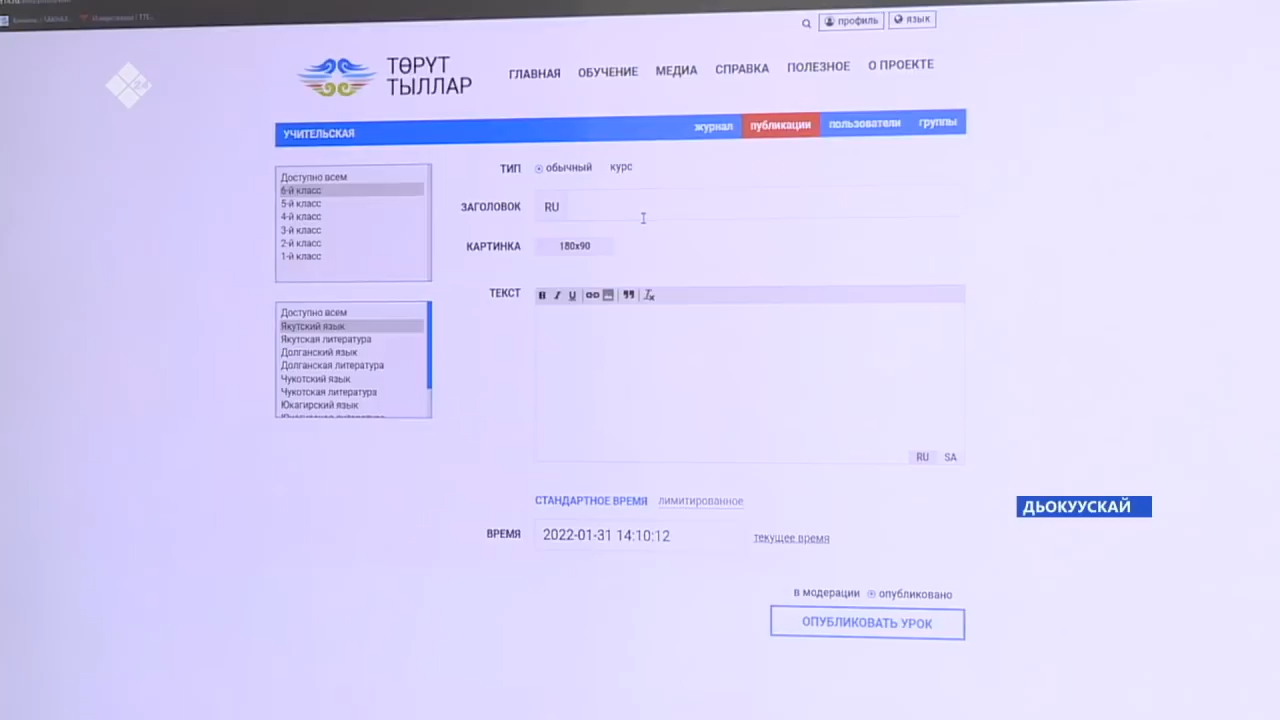 профиль язык
ТӨРҮТ
ТЫЛЛАР
ГЛАВНАЯ ОБУЧЕНИЕ МЕДИА СПРАВКА ПОЛЕЗНОЕ О ПРОЕКТЕ
24
УЧИТЕЛЬСКАЯ журнал публикации пользователи группы
Доступно всем
6-й класс
5-й класс
4-й класс
3-й класс
2-й класс
1-й класс
Доступно всем
Якутский язык
Якутская литература
Долганский язык
Долганская литература
Чукотский язык
Чукотская литература
Юкагирский язык
ТИП обычный курс
ЗАГОЛОВОК RU
КАРТИНКА 180x90
ТЕКСТ B I U
RU SA
СТАНДАРТНОЕ ВРЕМЯ лимитированное
ВРЕМЯ 2022-01-31 14:10:12 текущее время
в модерации опубликовано
ОПУБЛИКОВАТЬ УРОК
ДЬОКУУСКАЙ